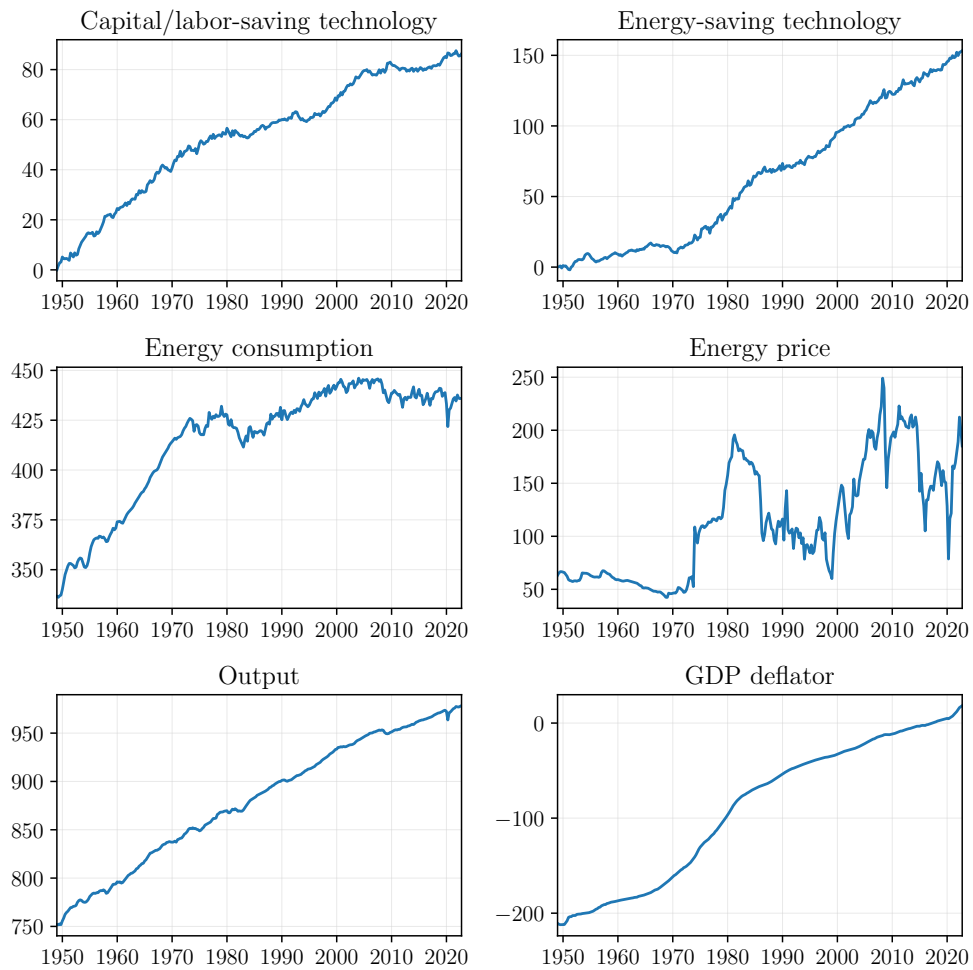 Capital/labor-saving technology
80
60
40
20
0
1950 1960 1970 1980 1990 2000 2010 2020
Energy-saving technology
150
100
50
0
1950 1960 1970 1980 1990 2000 2010 2020
Energy consumption
450
425
400
375
350
1950 1960 1970 1980 1990 2000 2010 2020
Energy price
250
200
150
100
50
1950 1960 1970 1980 1990 2000 2010 2020
Output
950
900
850
800
750
1950 1960 1970 1980 1990 2000 2010 2020
GDP deflator
0
−100
−200
1950 1960 1970 1980 1990 2000 2010 2020